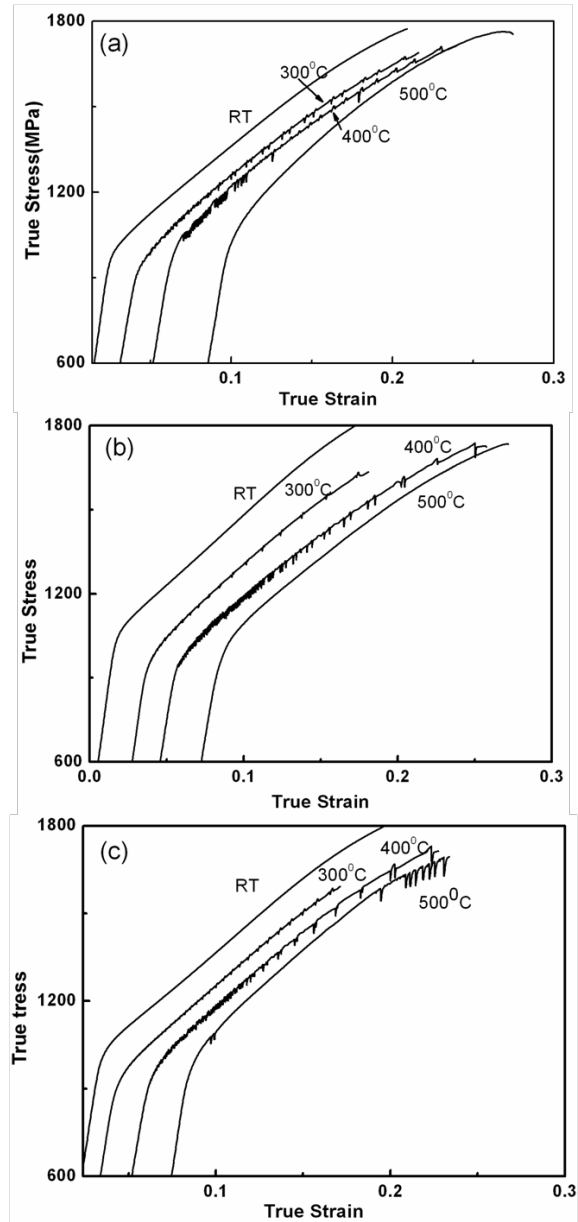 (a)
1800
1200
600
True Stress(MPa)
RT
300⁰C
400⁰C
500⁰C
0.1
0.2
0.3
True Strain
(b)
1800
1200
600
True Stress
RT
300⁰C
400⁰C
500⁰C
0.0
0.1
0.2
0.3
True Strain
(c)
1800
1200
600
True tress
RT
300⁰C
400⁰C
500⁰C
0.1
0.2
0.3
True Strain